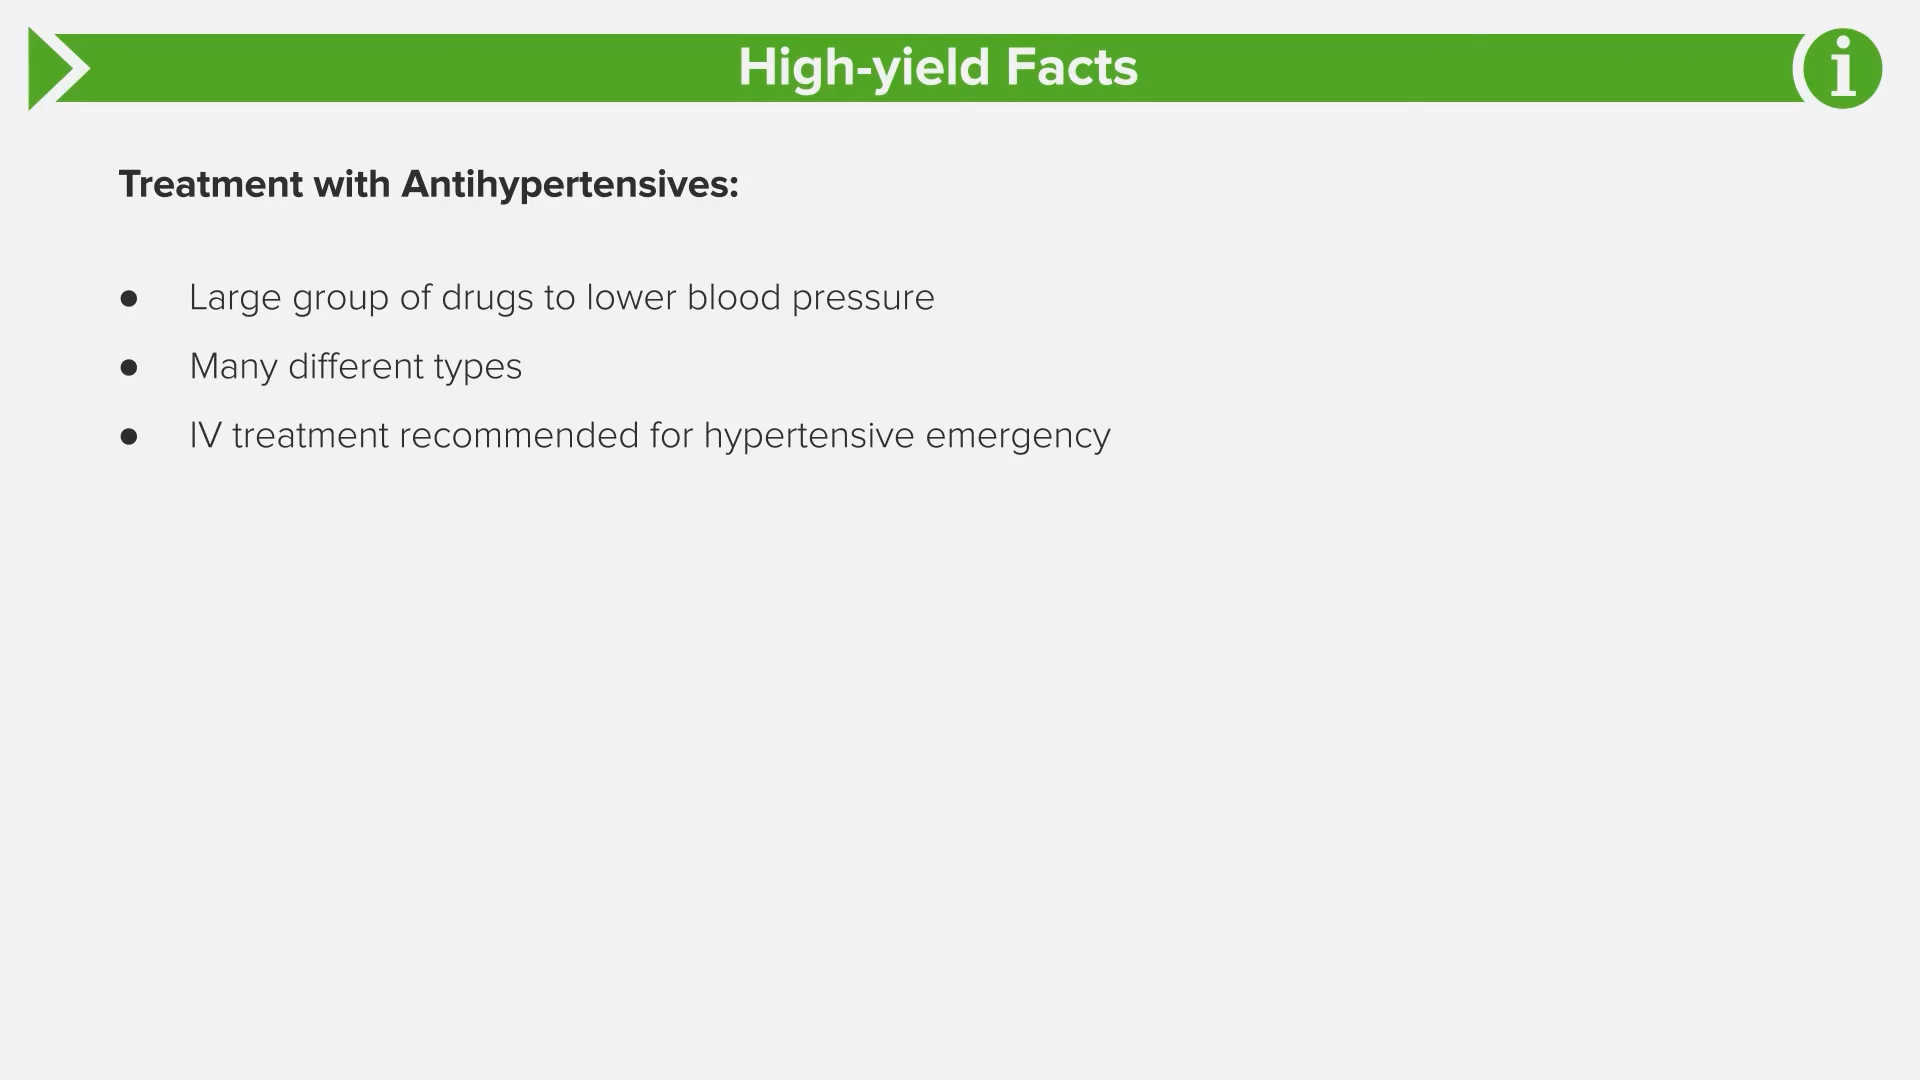 High-yield Facts
i
Treatment with Antihypertensives:
● Large group of drugs to lower blood pressure
● Many different types
● IV treatment recommended for hypertensive emergency